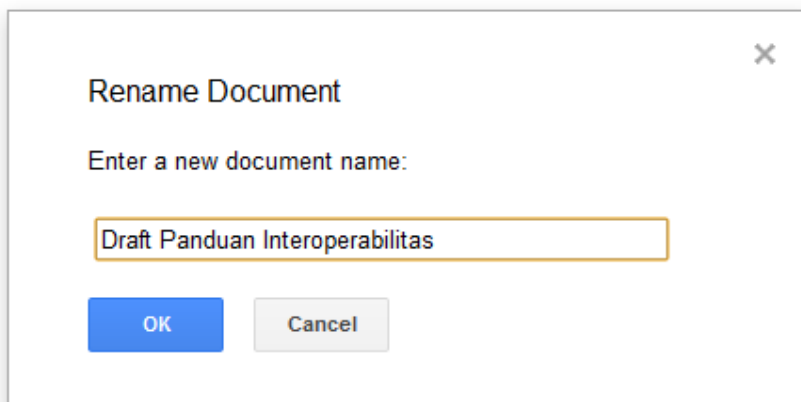 Rename Document
Enter a new document name:
Draft Panduan Interoperabilitas
OK
Cancel